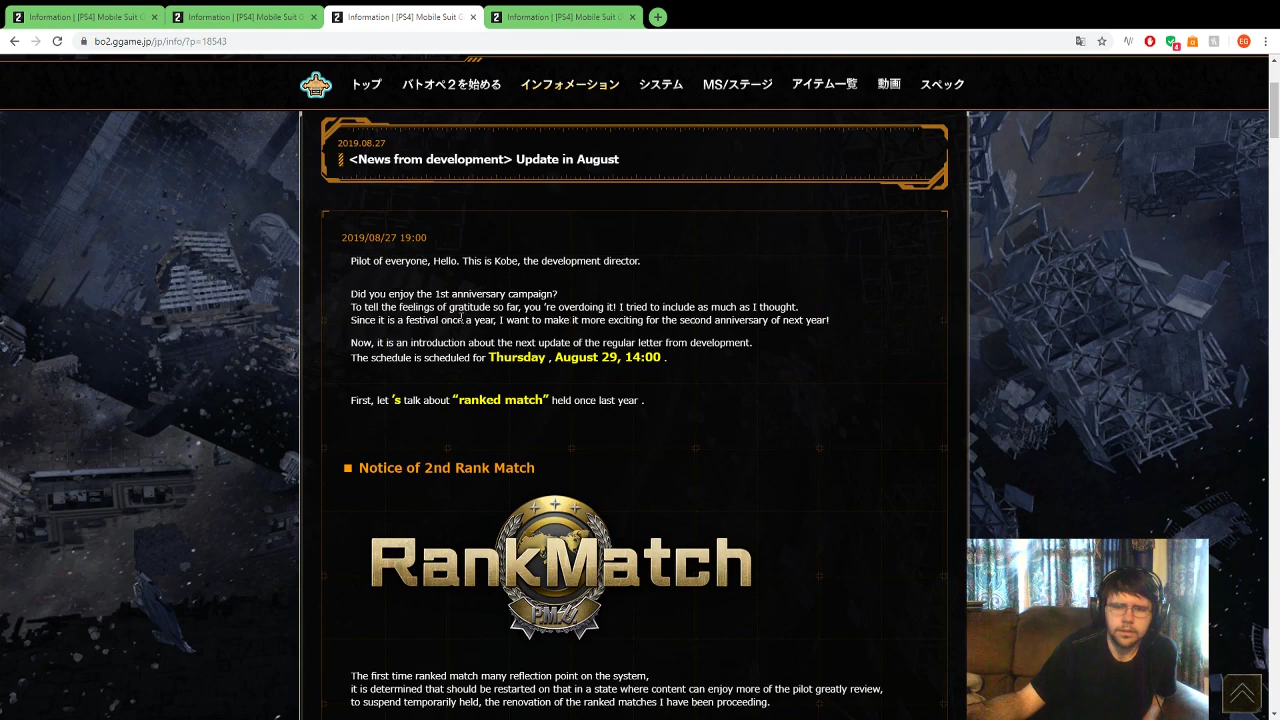 Information | [PS4] Mobile Suit G
Information | [PS4] Mobile Suit G
Information | [PS4] Mobile Suit G
Information | [PS4] Mobile Suit G
bo2.ggame.jp/jp/info/?p=18543
EG
4
トップ バトオペ2を始める インフォメーション システム MS/ステージ アイテム一覧 動画 スペック
2019.08.27
<News from development> Update in August
2019/08/27 19:00
Pilot of everyone, Hello. This is Kobe, the development director.
Did you enjoy the 1st anniversary campaign?
To tell the feelings of gratitude so far, you 're overdoing it! I tried to include as much as I thought.
Since it is a festival once a year, I want to make it more exciting for the second anniversary of next year!
Now, it is an introduction about the next update of the regular letter from development.
The schedule is scheduled for Thursday , August 29, 14:00 .
First, let 's talk about “ranked match” held once last year .
■ Notice of 2nd Rank Match
RankMatch
P.M.U
The first time ranked match many reflection point on the system,
it is determined that should be restarted on that in a state where content can enjoy more of the pilot greatly review,
to suspend temporarily held, the renovation of the ranked matches I have been proceeding.